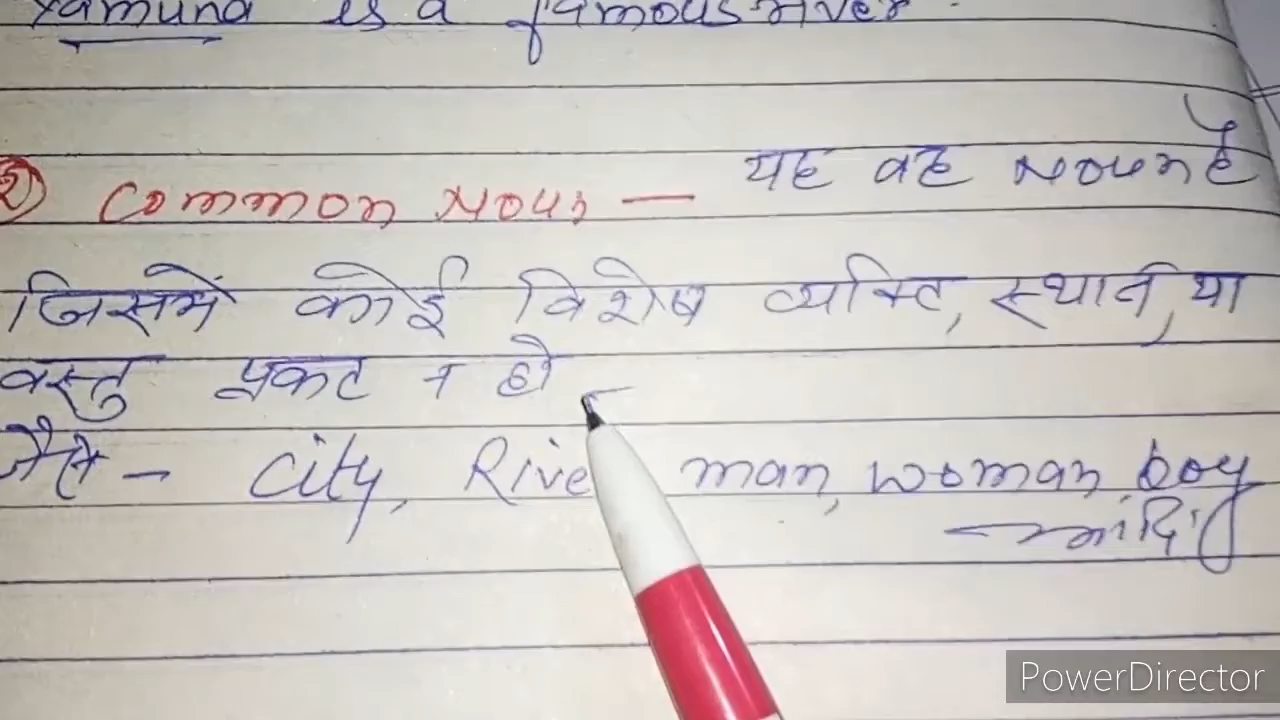 Yamuna is a famous river.
२) Common Noun — यह वह Noun है
जिसमें कोई विशेष व्यक्ति, स्थान, या
वस्तु प्रकट न हो
जैसे - City, River man, woman boy
आदि
PowerDirector